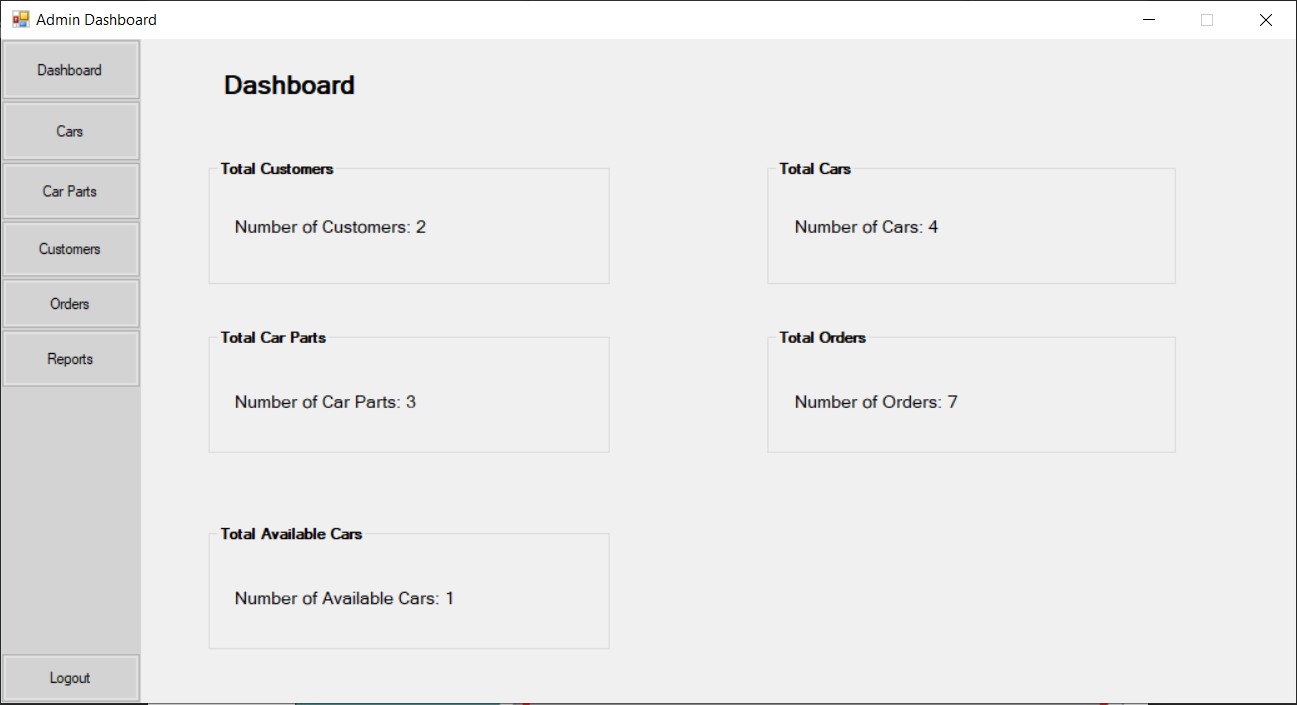 Admin Dashboard
Dashboard
Cars
Car Parts
Customers
Orders
Reports
Logout
Dashboard
Total Customers
Number of Customers: 2
Total Cars
Number of Cars: 4
Total Car Parts
Number of Car Parts: 3
Total Orders
Number of Orders: 7
Total Available Cars
Number of Available Cars: 1